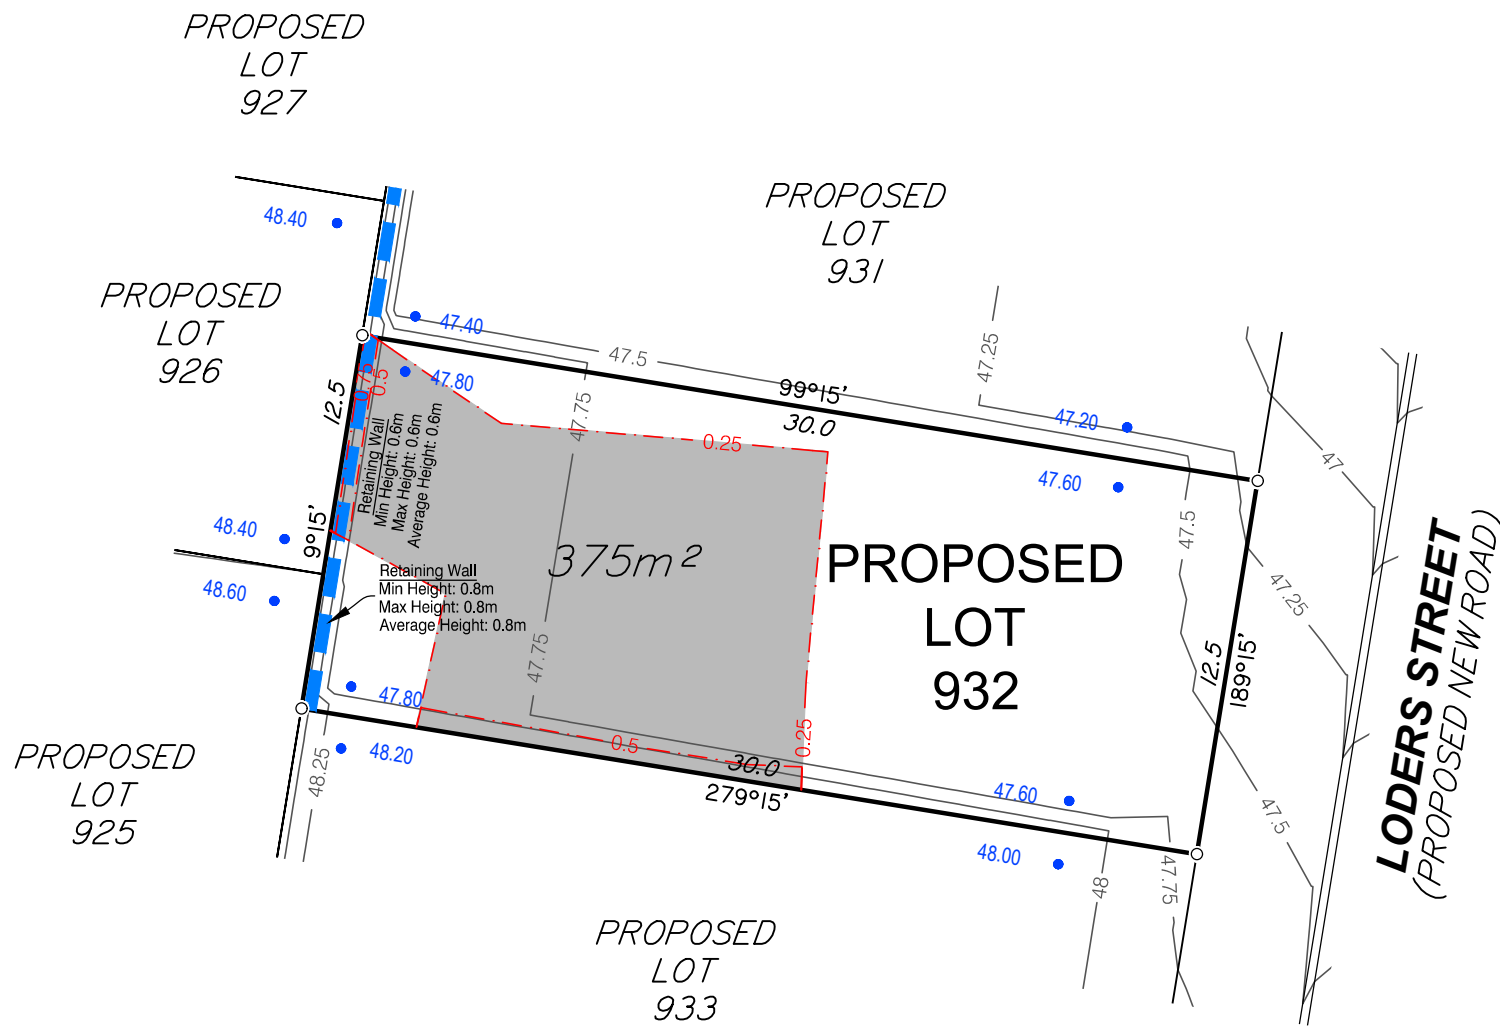 PROPOSED
LOT
927
48.40
PROPOSED
LOT
931
PROPOSED
LOT
926
47.40
47.5
47.25
47.80
0.75
0.5
12.5
47.75
99°15'
30.0
47.20
0.25
47
47.60
Retaining Wall
Min Height: 0.6m
Max Height: 0.6m
Average Height: 0.6m
48.40
9°15'
47.5
375m²
PROPOSED
LOT
932
48.60
Retaining Wall
Min Height: 0.8m
Max Height: 0.8m
Average Height: 0.8m
47.25
47.75
12.5
189°15'
LODERS STREET
(PROPOSED NEW ROAD)
47.80
48.20
0.5
0.25
30.0
279°15'
47.60
47.5
48.25
PROPOSED
LOT
925
48.00
48
47.75
PROPOSED
LOT
933